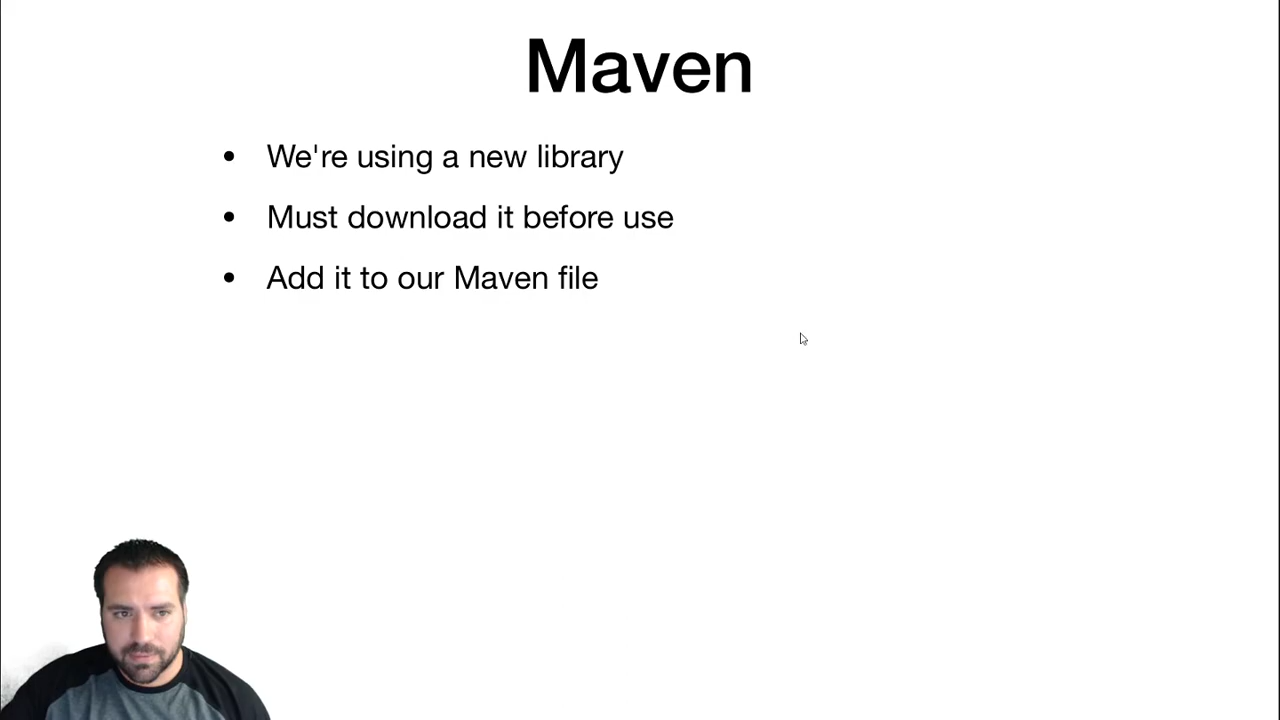 Maven
• We're using a new library
• Must download it before use
• Add it to our Maven file